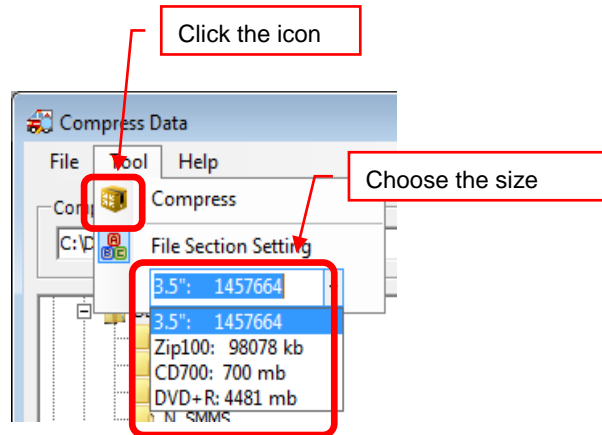 Click the icon
Compress Data
File Tool Help
Choose the size
Compress
C:\D
File Section Setting
3.5": 1457664
3.5": 1457664
Zip100: 98078 kb
CD700: 700 mb
DVD+R: 4481 mb
N_SMMS